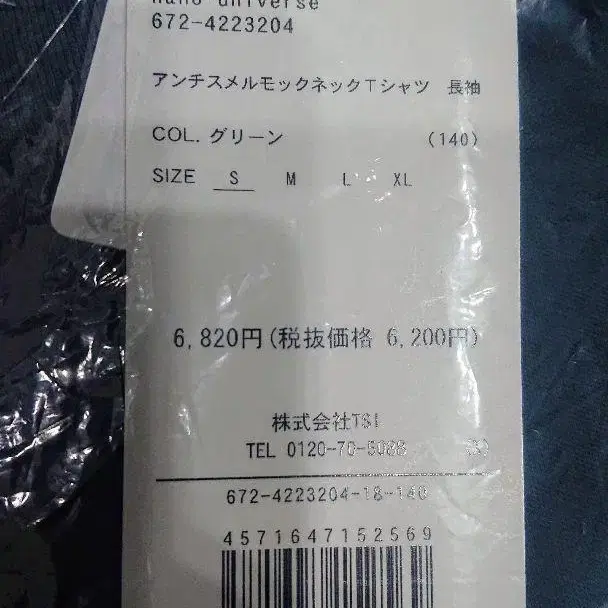 nano universe
672-4223204
アンチスメルモックネックTシャツ 長袖
COL. グリーン (140)
SIZE S M L XL
6,820円(税抜価格 6,200円)
株式会社TSI
TEL 0120-70-5088
672-4223204-18-140
4571647152569